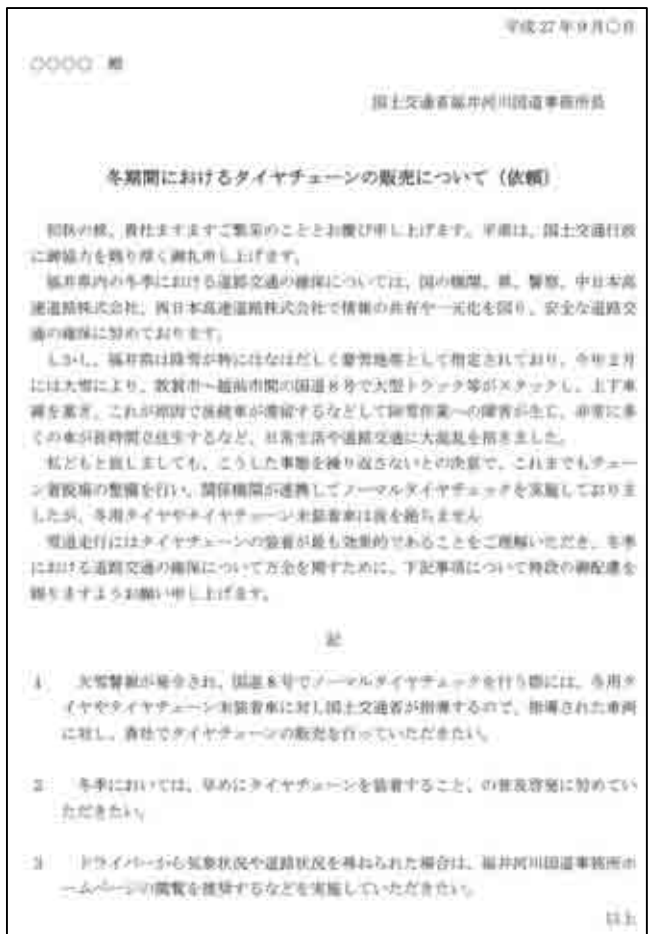 平成27年9月○日
○○○○ 殿
国土交通省福井河川国道事務所長
冬期間におけるタイヤチェーンの販売について(依頼)
初秋の候、貴社ますますご繁栄のこととお慶び申し上げます。平素は、国土交通行政
に御協力を賜り厚く御礼申し上げます。
福井県内の冬季における道路交通の確保については、国の機関、県、警察、中日本高
速道路株式会社、西日本高速道路株式会社で情報の共有や一元化を図り、安全な道路交
通の確保に努めております。
しかし、福井県は降雪が特にはなはだしく豪雪地帯として指定されており、今年2月
には大雪により、敦賀市~越前市間の国道8号で大型トラック等がスタックし、上下車
線を塞ぎ、これが原因で後続車が滞留するなどして除雪作業への障害が生じ、非常に多
くの車が長時間立往生するなど、日常生活や道路交通に大混乱を招きました。
私どもと致しましても、こうした事態を繰り返さないとの決意で、これまでもチェー
ン着脱場の整備を行い、関係機関が連携してノーマルタイヤチェックを実施しておりま
したが、冬用タイヤやタイヤチェーン未装着車は後を絶ちません
雪道走行にはタイヤチェーンの装着が最も効果的であることをご理解いただき、冬季
における道路交通の確保について万全を期すために、下記事項について特段の御配慮を
賜りますようお願い申し上げます。
記
1 大雪警報が発令され、国道8号でノーマルタイヤチェックを行う際には、冬用タ
イヤやタイヤチェーン未装着車に対し国土交通省が指導するので、指導された車両
に対し、貴社でタイヤチェーンの販売を行っていただきたい。
2 冬季においては、早めにタイヤチェーンを装着すること、の普及啓発に努めてい
ただきたい。
3 ドライバーから気象状況や道路状況を尋ねられた場合は、福井河川国道事務所ホ
ームページの閲覧を推奨するなどを実施していただきたい。
以上